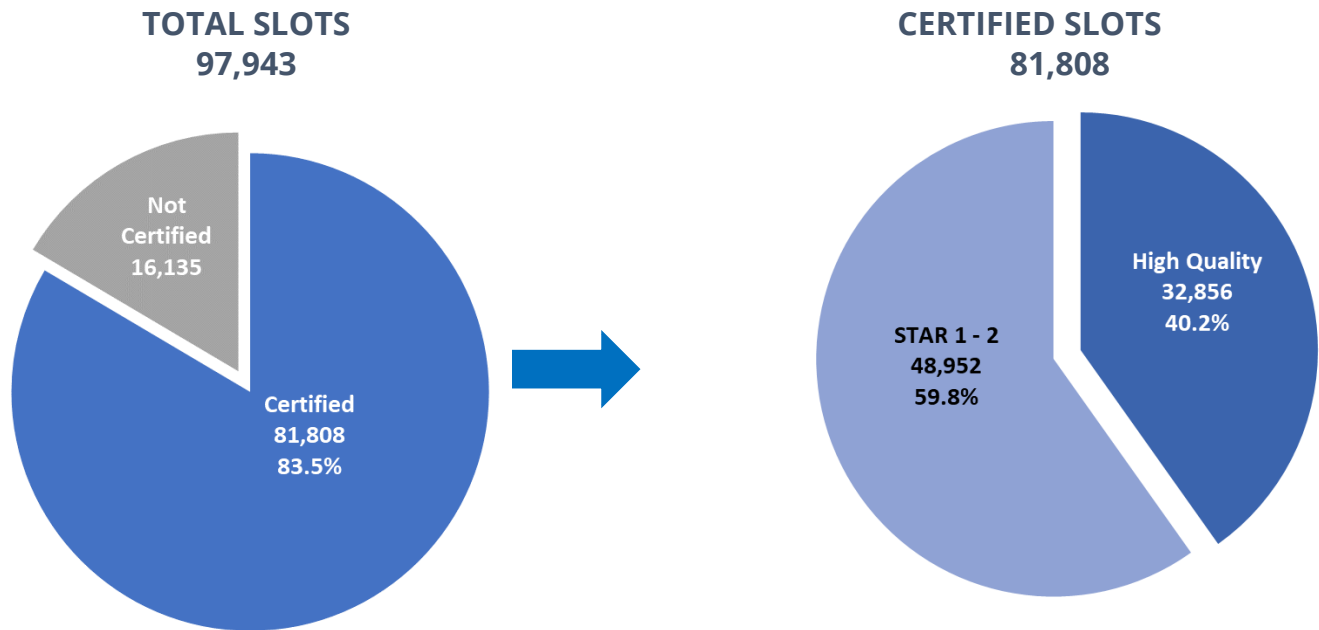 TOTAL SLOTS
97,943
Not
Certified
16,135
Certified
81,808
83.5%
CERTIFIED SLOTS
81,808
STAR 1 - 2
48,952
59.8%
High Quality
32,856
40.2%